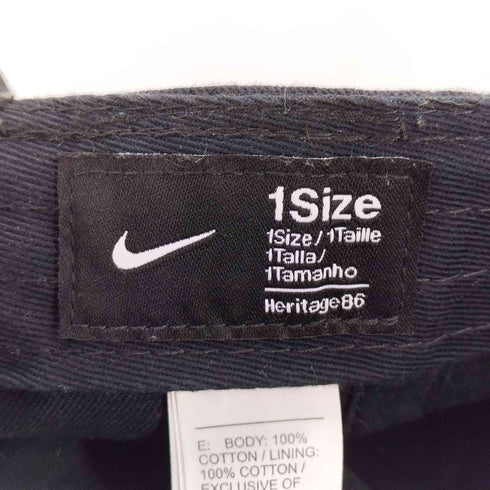 1Size
1Size / 1Taille
1Talla /
1Tamanho
Heritage86
E: BODY: 100%
COTTON / LINING:
100% COTTON /
EXCLUSIVE OF